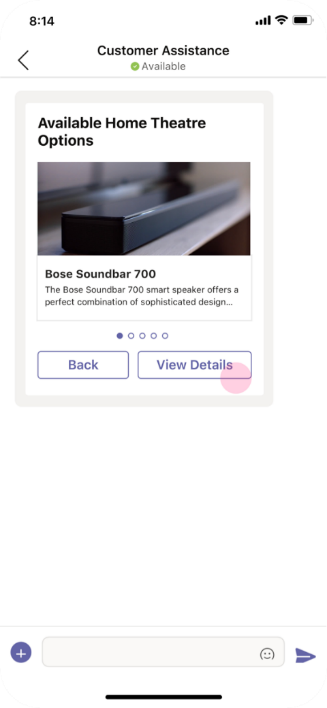 8:14
Customer Assistance
Available
Available Home Theatre
Options
Bose Soundbar 700
The Bose Soundbar 700 smart speaker offers a
perfect combination of sophisticated design...
Back
View Details